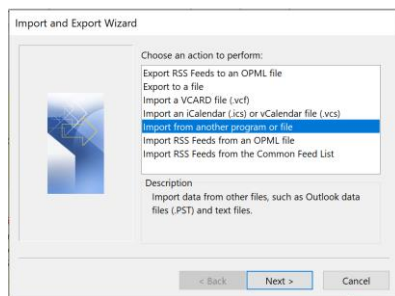 Import and Export Wizard
Choose an action to perform:
Export RSS Feeds to an OPML file
Export to a file
Import a VCARD file (.vcf)
Import an iCalendar (.ics) or vCalendar file (.vcs)
Import from another program or file
Import RSS Feeds from an OPML file
Import RSS Feeds from the Common Feed List
Description
Import data from other files, such as Outlook data
files (.PST) and text files.
< Back Next > Cancel